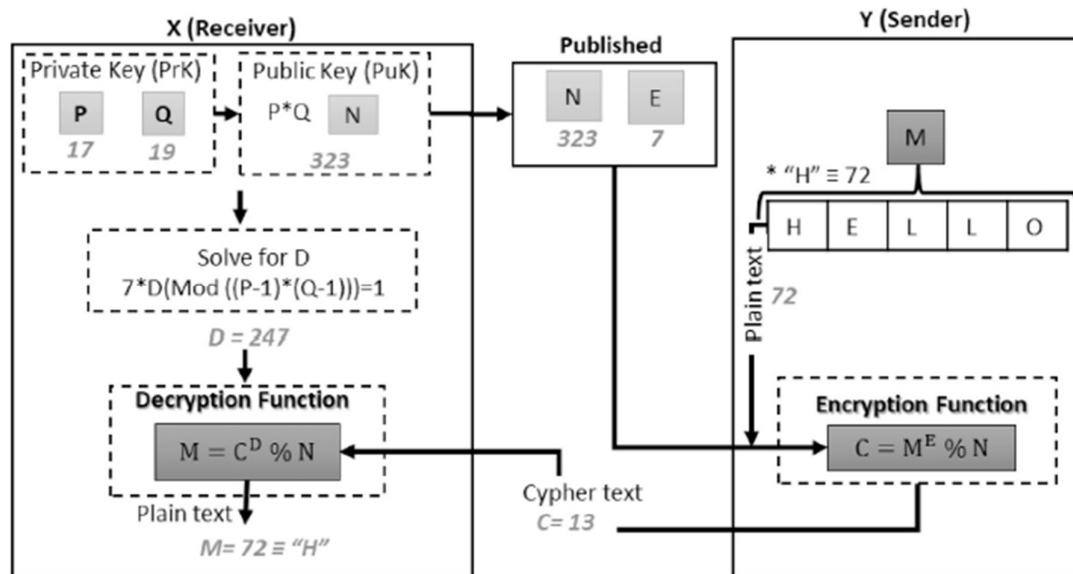 X (Receiver)
Private Key (PrK)
P
Q
17
19
Public Key (PuK)
P*Q
N
323
Solve for D
7*D(Mod ((P-1)*(Q-1)))=1
D = 247
Decryption Function
M = C^D % N
Plain text
M= 72 ≡ “H”
Published
N
E
323
7
Cypher text
C= 13
Y (Sender)
M
* “H” ≡ 72
H E L L O
Plain text
72
Encryption Function
C = M^E % N